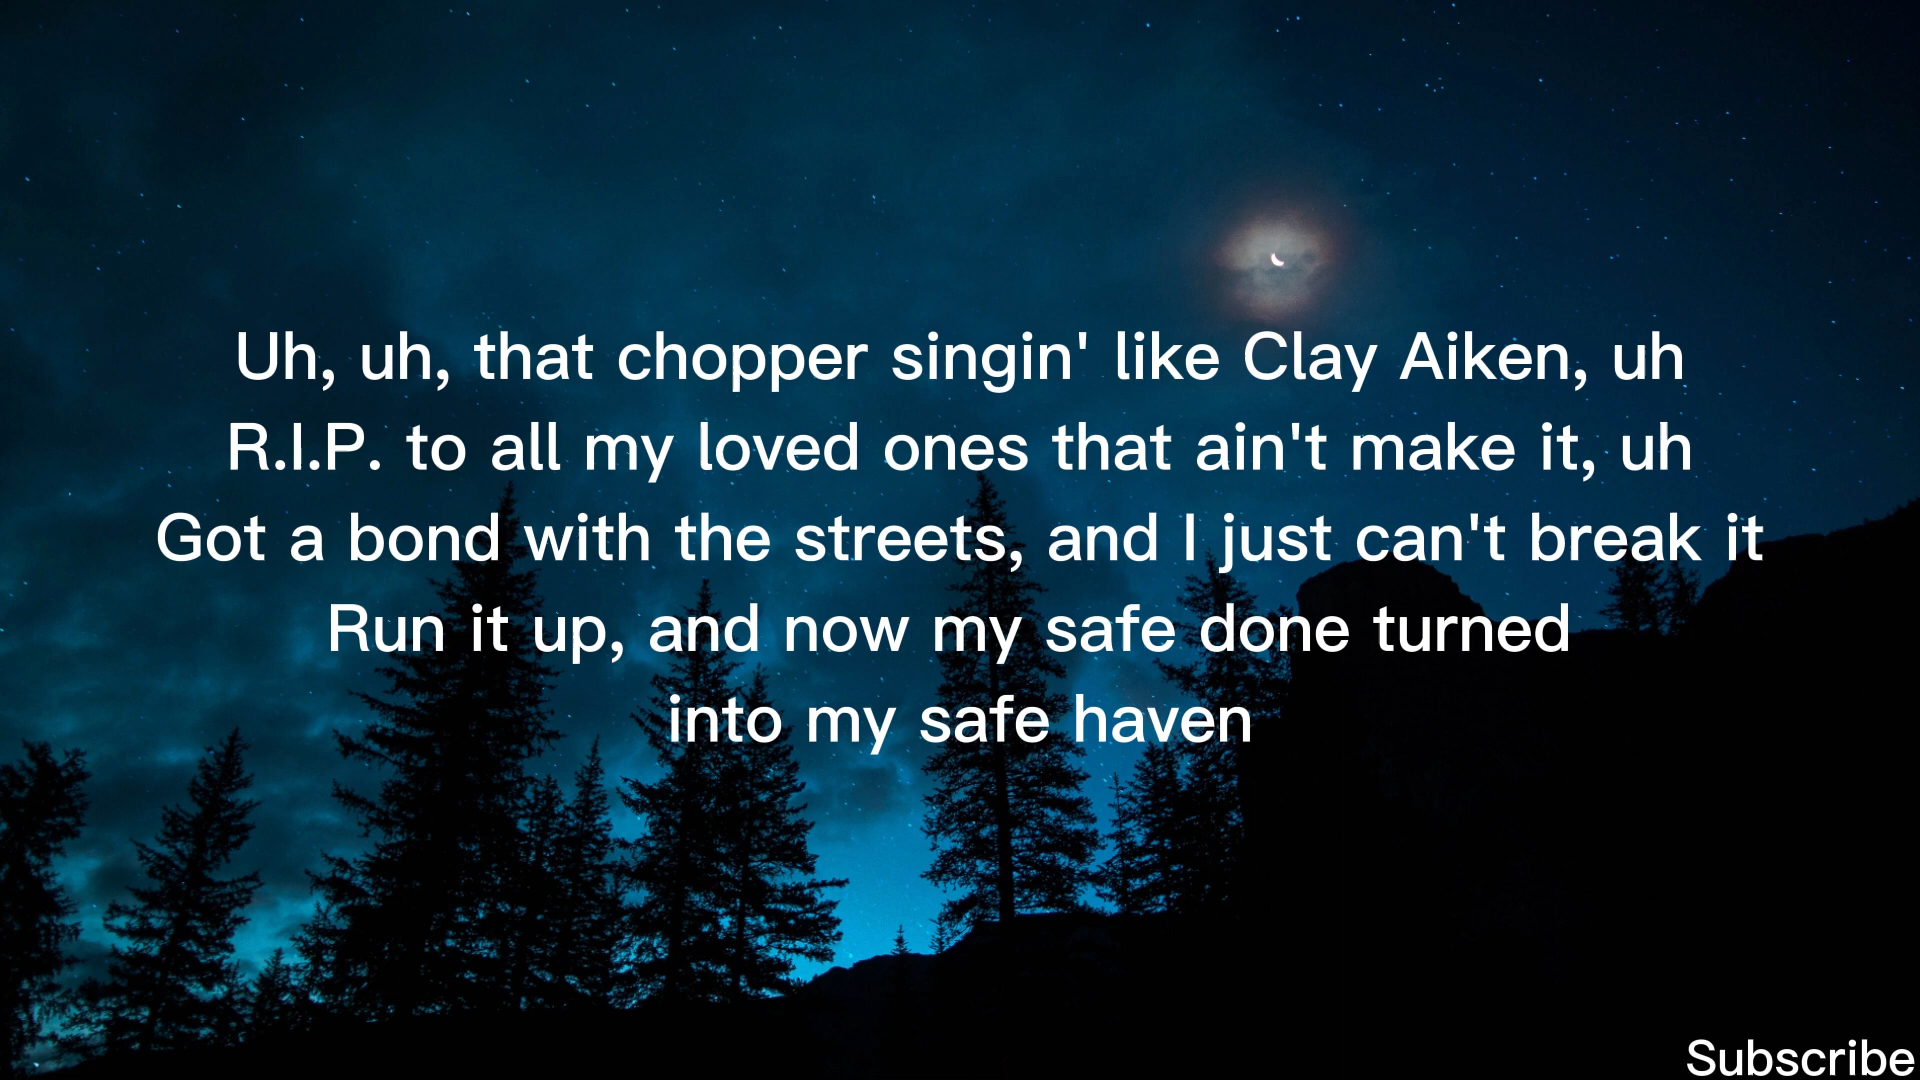 Uh, uh, that chopper singin' like Clay Aiken, uh
R.I.P. to all my loved ones that ain't make it, uh
Got a bond with the streets, and I just can't break it
Run it up, and now my safe done turned
into my safe haven
Subscribe